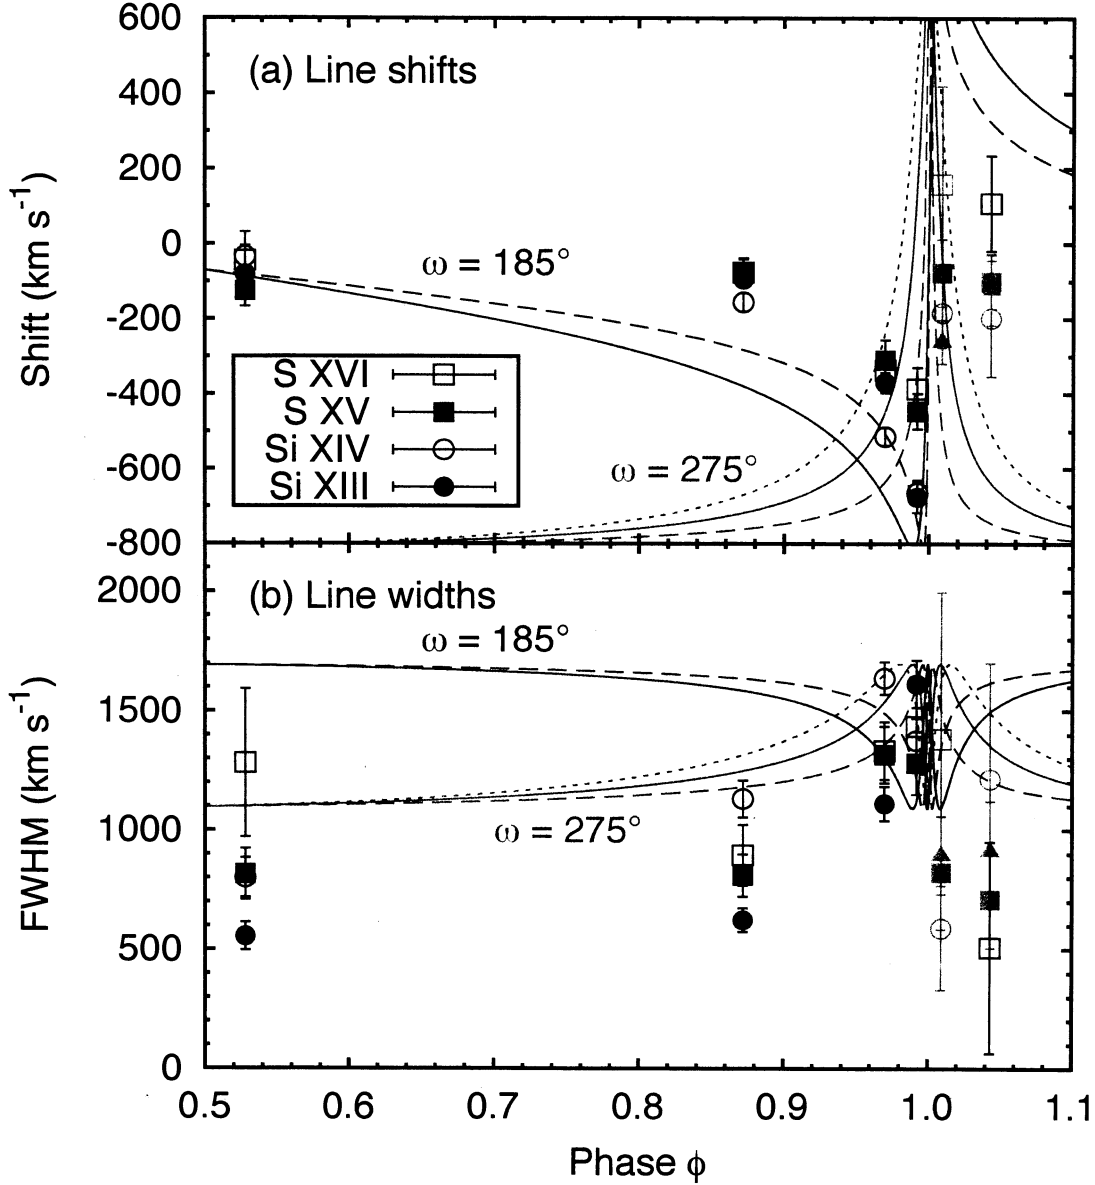 600
(a) Line shifts
400
200
0
-200
-400
-600
-800
Shift (km s⁻¹)
ω = 185°
S XVI
S XV
Si XIV
Si XIII
ω = 275°
2000
(b) Line widths
ω = 185°
1500
1000
ω = 275°
500
0
FWHM (km s⁻¹)
0.5 0.6 0.7 0.8 0.9 1.0 1.1
Phase ϕ